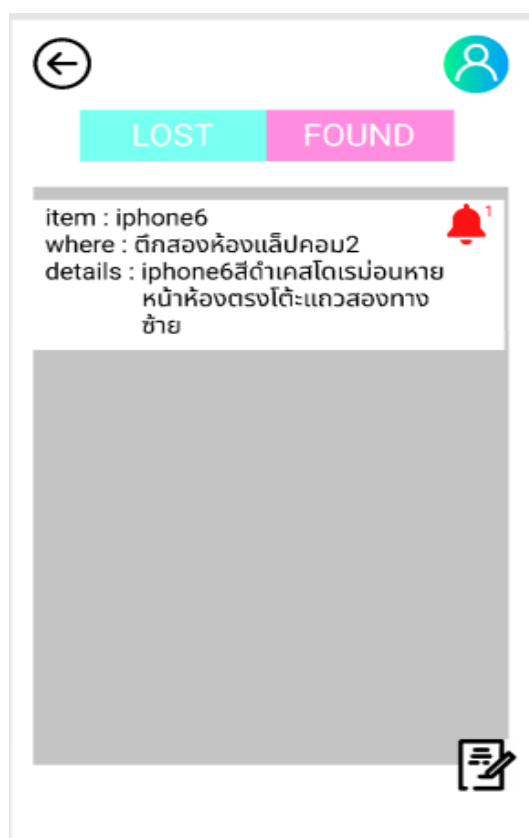 LOST FOUND
item : iphone6
1
where : ตึกสองห้องแล็ปคอม2
details : iphone6สีดำเคสโดเรม่อนหาย
หน้าห้องตรงโต้ะแถวสองทาง
ซ้าย